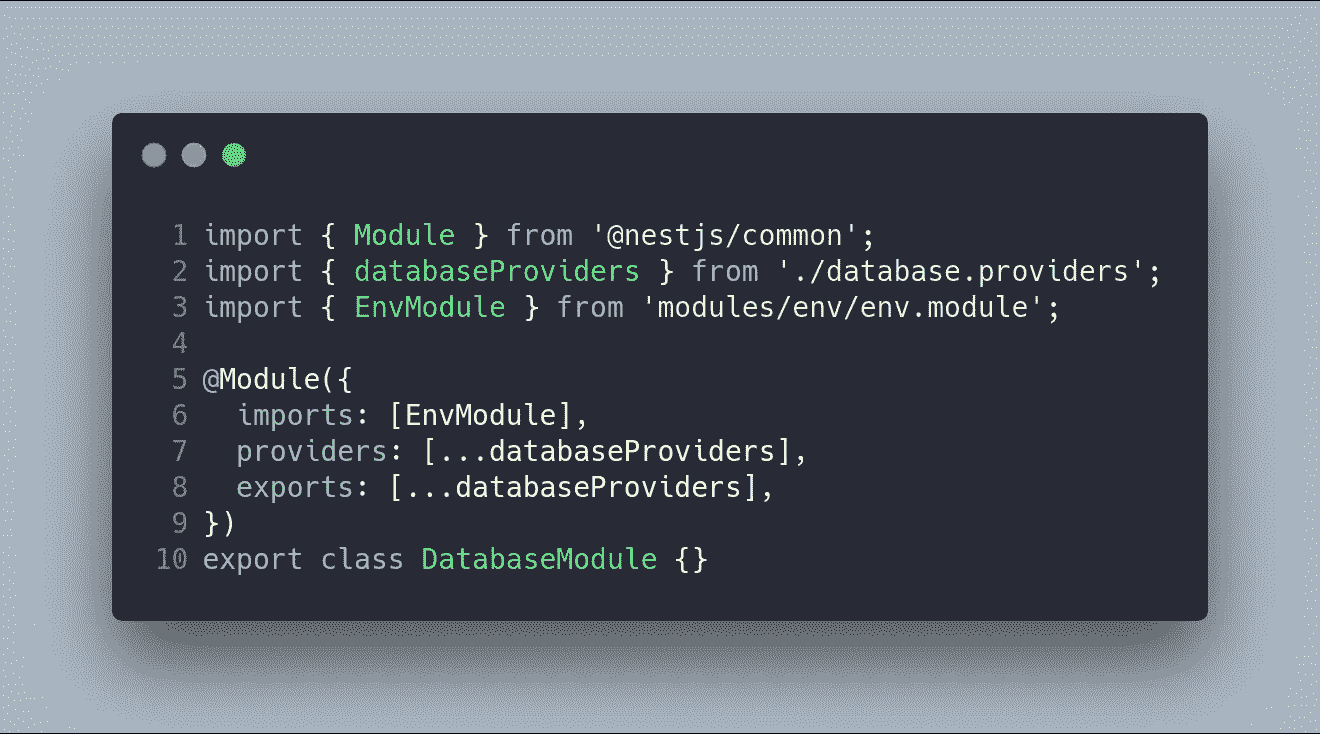 1 import { Module } from '@nestjs/common';
2 import { databaseProviders } from './database.providers';
3 import { EnvModule } from 'modules/env/env.module';
4
5 @Module({
6   imports: [EnvModule],
7   providers: [...databaseProviders],
8   exports: [...databaseProviders],
9 })
10 export class DatabaseModule {}